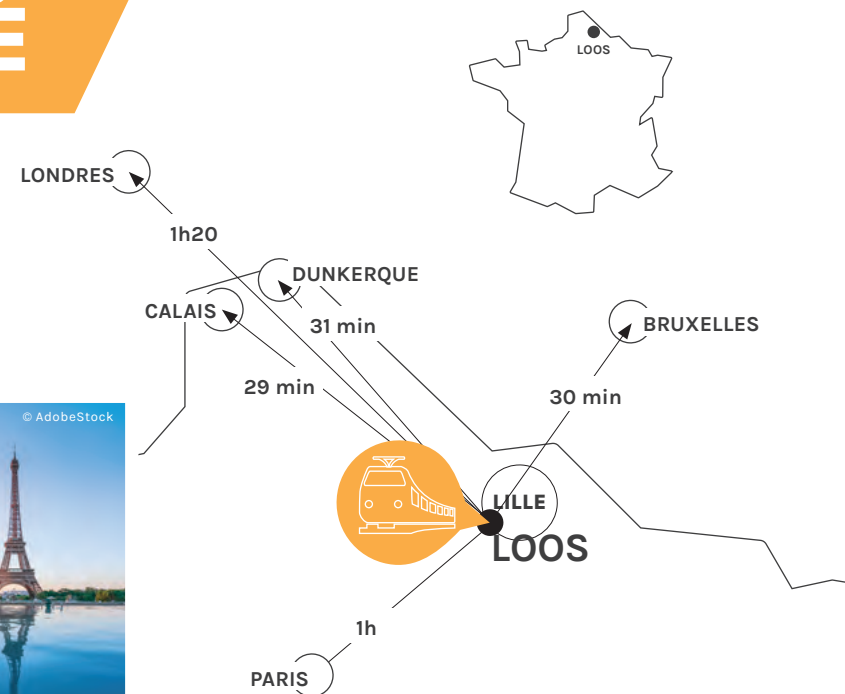 LOOS
LONDRES
1h20
DUNKERQUE
CALAIS
31 min
BRUXELLES
29 min
30 min
© AdobeStock
LILLE
LOOS
1h
PARIS